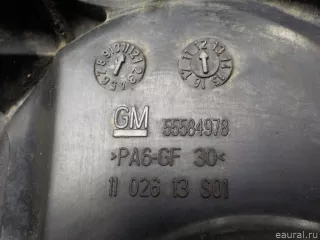 GM 55584978
>PA6-GF 30<
11 026 13 S01
eaural.ru